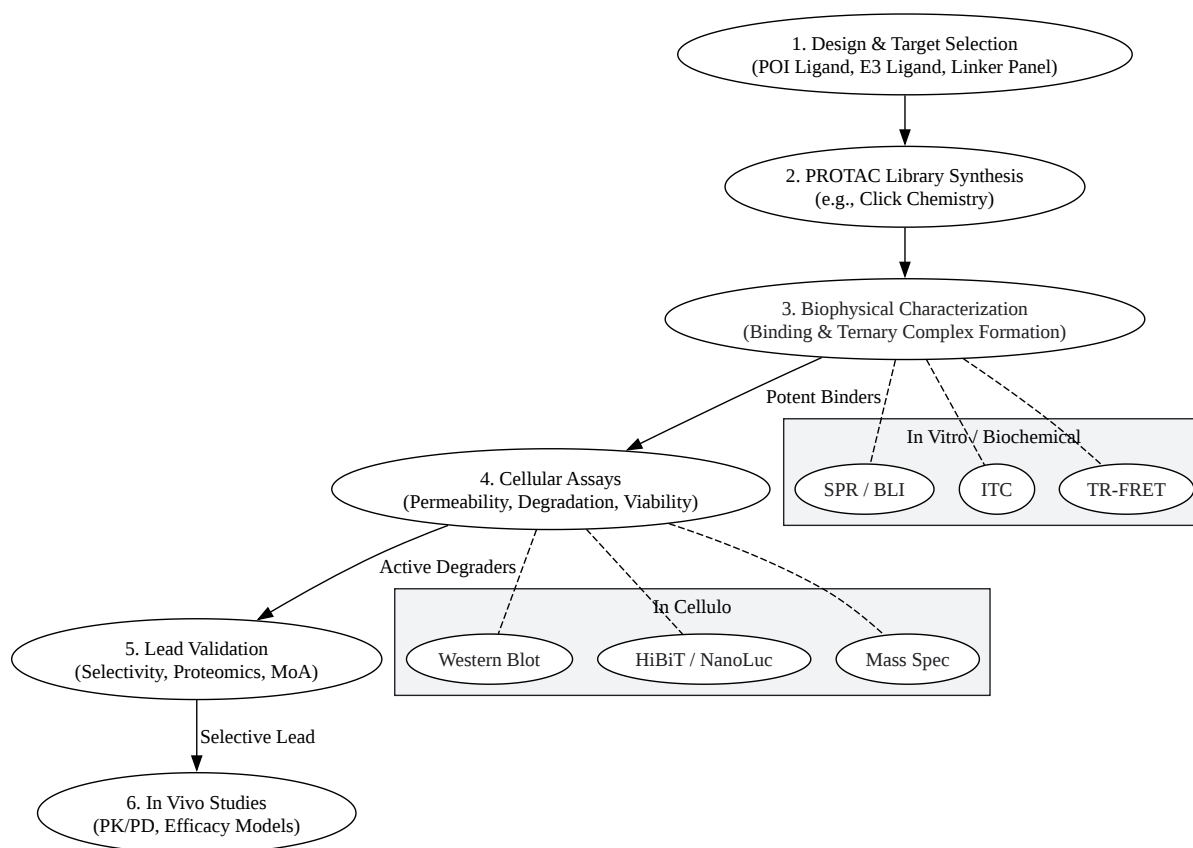 1. Design & Target Selection
(POI Ligand, E3 Ligand, Linker Panel)
2. PROTAC Library Synthesis
(e.g., Click Chemistry)
3. Biophysical Characterization
(Binding & Ternary Complex Formation)
Potent Binders
In Vitro / Biochemical
SPR / BLI
ITC
TR-FRET
4. Cellular Assays
(Permeability, Degradation, Viability)
Active Degraders
In Cellulo
Western Blot
HiBiT / NanoLuc
Mass Spec
5. Lead Validation
(Selectivity, Proteomics, MoA)
Selective Lead
6. In Vivo Studies
(PK/PD, Efficacy Models)